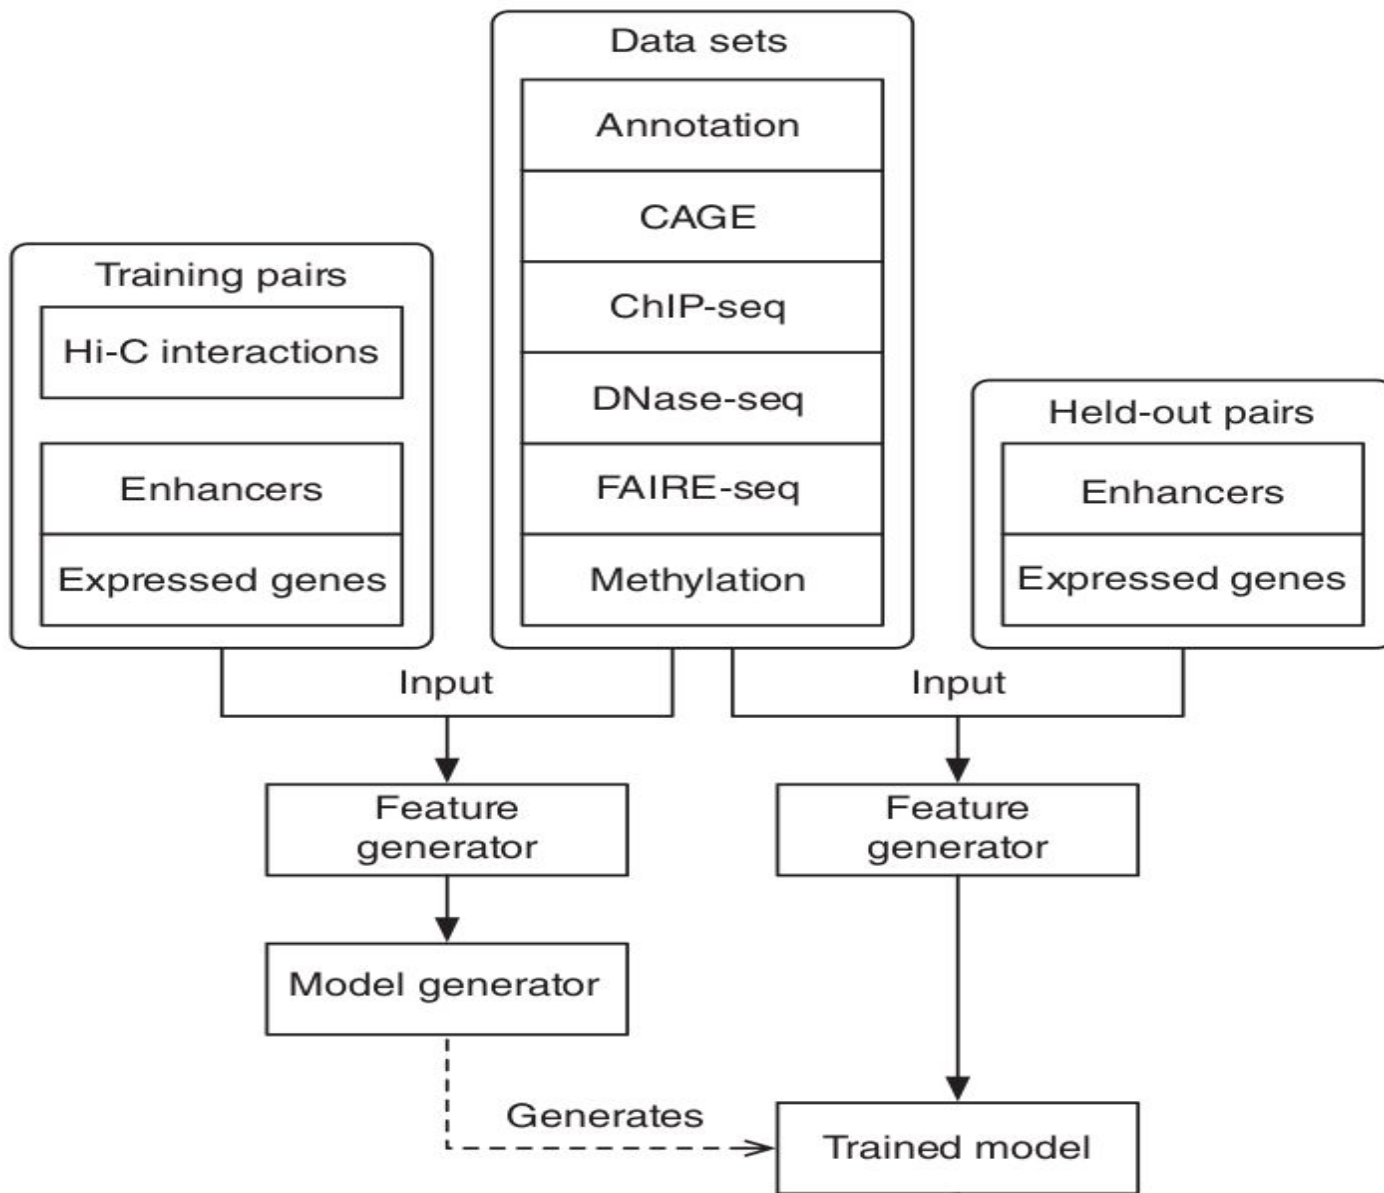 Data sets
Annotation
CAGE
ChIP-seq
DNase-seq
FAIRE-seq
Methylation
Training pairs
Hi-C interactions
Enhancers
Expressed genes
Held-out pairs
Enhancers
Expressed genes
Input
Input
Feature
generator
Feature
generator
Model generator
Generates
Trained model